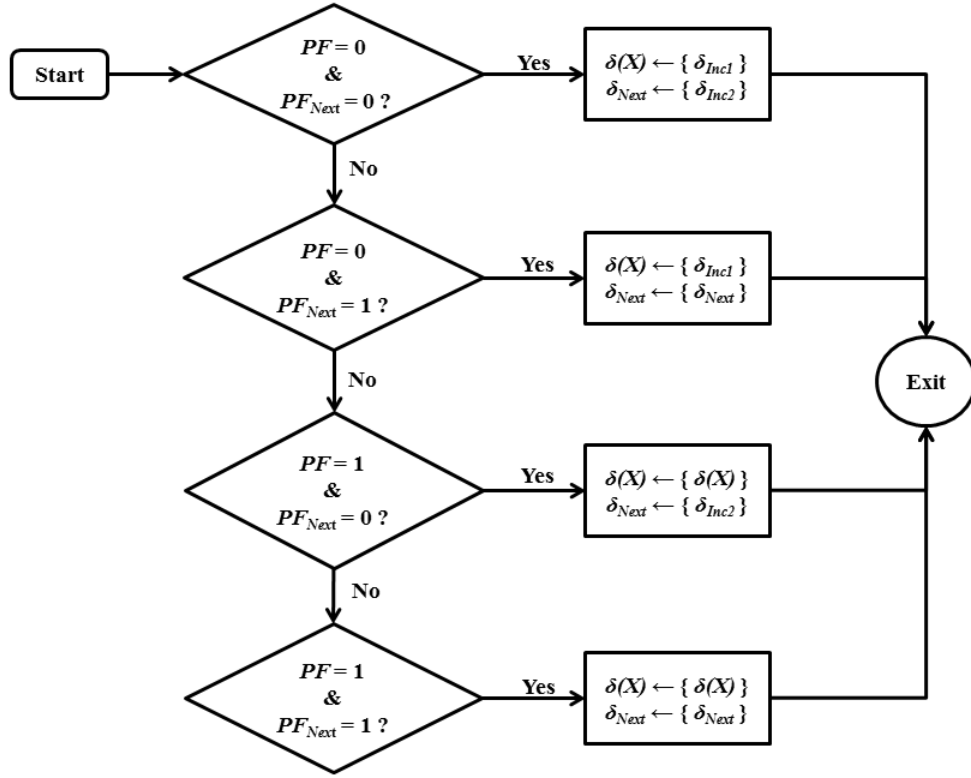 Start
PF = 0
&
PF_Next = 0 ?
Yes
δ(X) ← { δ_Inc1 }
δ_Next ← { δ_Inc2 }
No
PF = 0
&
PF_Next = 1 ?
Yes
δ(X) ← { δ_Inc1 }
δ_Next ← { δ_Next }
No
Exit
PF = 1
&
PF_Next = 0 ?
Yes
δ(X) ← { δ(X) }
δ_Next ← { δ_Inc2 }
No
PF = 1
&
PF_Next = 1 ?
Yes
δ(X) ← { δ(X) }
δ_Next ← { δ_Next }